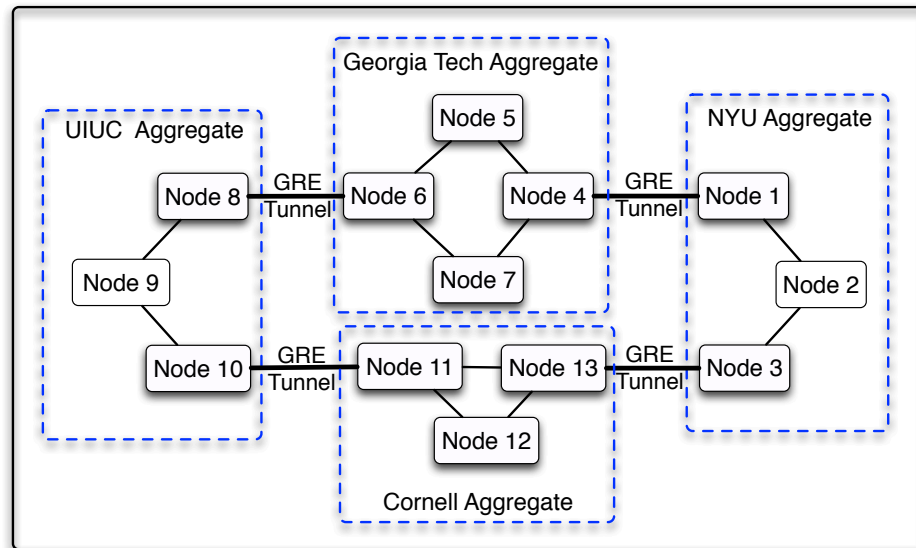 Georgia Tech Aggregate
UIUC  Aggregate
NYU Aggregate
Node 5
Node 8
GRE
Tunnel
Node 6
Node 4
GRE
Tunnel
Node 1
Node 9
Node 7
Node 2
Node 10
GRE
Tunnel
Node 11
Node 13
GRE
Tunnel
Node 3
Node 12
Cornell Aggregate